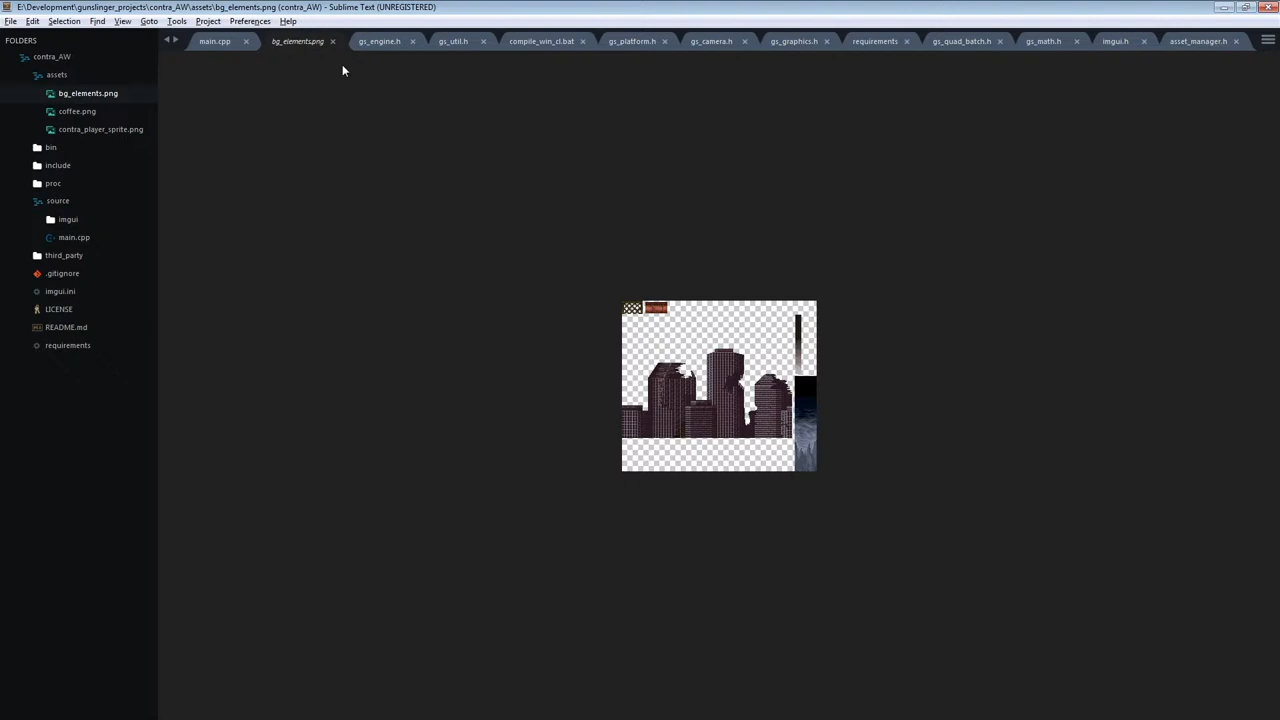 E:\Development\gunslinger_projects\contra_AW\assets\bg_elements.png (contra_AW) - Sublime Text (UNREGISTERED)
File Edit Selection Find View Goto Tools Project Preferences Help
FOLDERS
main.cpp bg_elements.png gs_engine.h gs_util.h compile_win_cl.bat gs_platform.h gs_camera.h gs_graphics.h requirements gs_quad_batch.h gs_math.h imgui.h asset_manager.h
contra_AW
assets
bg_elements.png
coffee.png
contra_player_sprite.png
bin
include
proc
source
imgui
main.cpp
third_party
.gitignore
imgui.ini
LICENSE
README.md
requirements